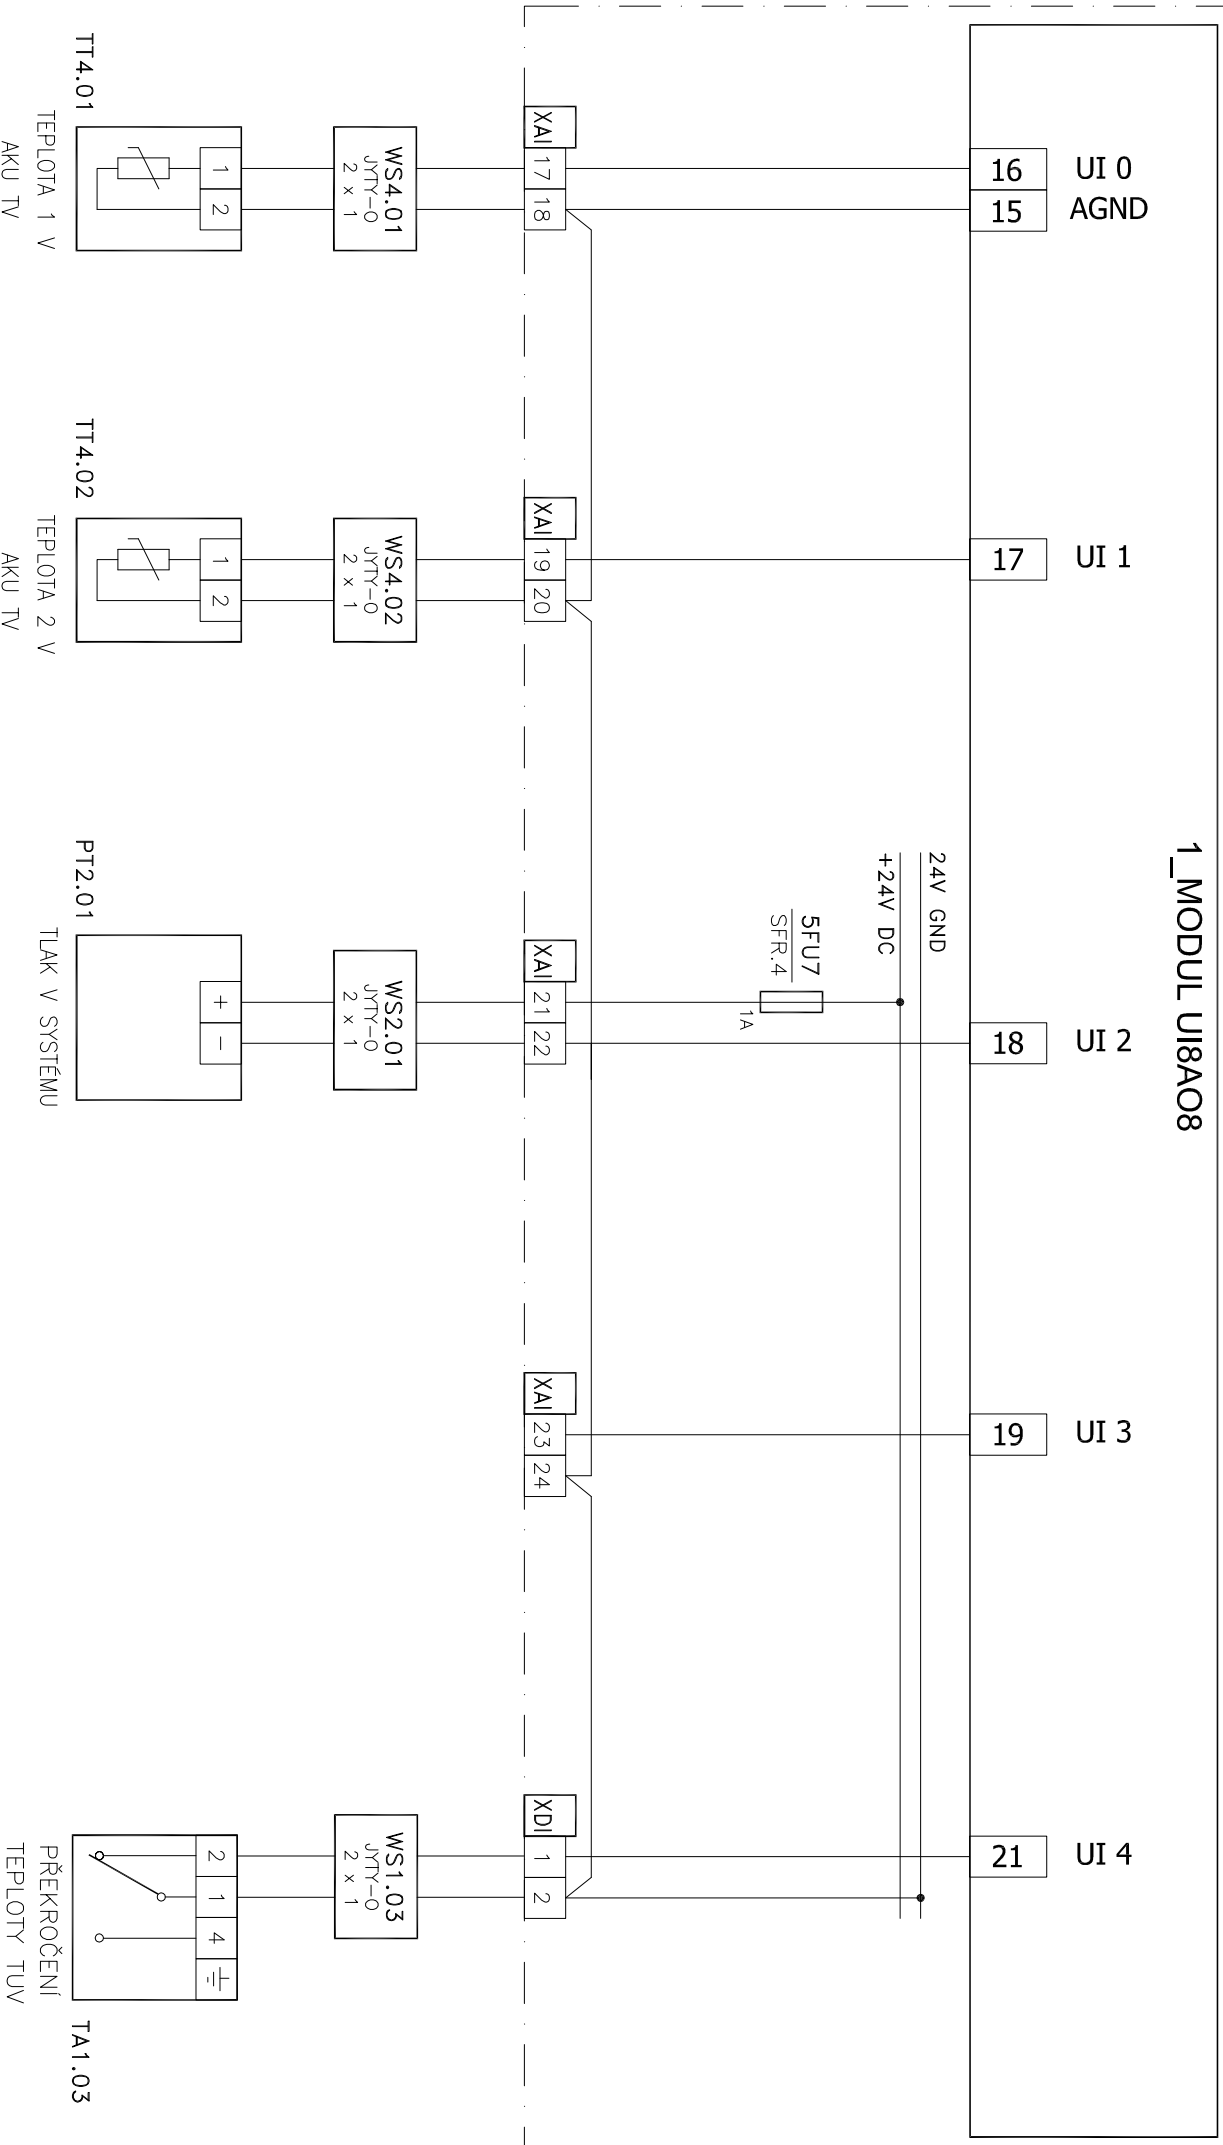 1_MODUL UI8AO8
UI 0
AGND
UI 1
UI 2
UI 3
UI 4
16
15
17
18
19
21
24V GND
+24V DC
5FU7
SFR.4
1A
XAI
17
18
XAI
19
20
XAI
21
22
XAI
23
24
XDI
1
2
WS4.01
JYTY-O
2 x 1
WS4.02
JYTY-O
2 x 1
WS2.01
JYTY-O
2 x 1
WS1.03
JYTY-O
2 x 1
1
2
1
2
+
-
2
1
4
TT4.01
TEPLOTA 1 V
AKU TV
TT4.02
TEPLOTA 2 V
AKU TV
PT2.01
TLAK V SYSTÉMU
PŘEKROČENÍ
TEPLOTY TUV
TA1.03